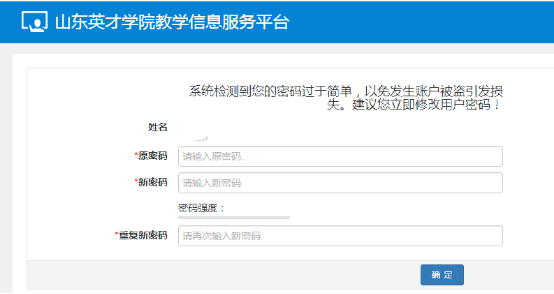 山东英才学院教学信息服务平台
系统检测到您的密码过于简单，以免发生账户被盗引发损
失。建议您立即修改用户密码！
姓名
*原密码 请输入原密码.
*新密码 请输入新密码
密码强度：
*重复新密码 请再次输入新密码.
确 定